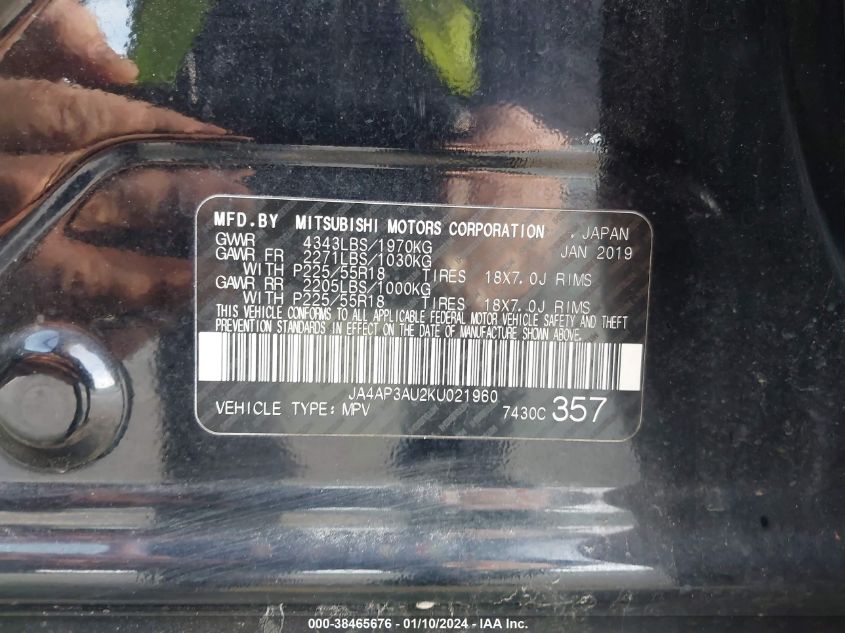 MFD.BY MITSUBISHI MOTORS CORPORATION , JAPAN
GVWR 4343LBS/1970KG JAN 2019
GAWR FR 2271LBS/1030KG
WITH P225/55R18 TIRES 18X7.0J RIMS
GAWR RR 2205LBS/1000KG
WITH P225/55R18 TIRES 18X7.0J RIMS
THIS VEHICLE CONFORMS TO ALL APPLICABLE FEDERAL MOTOR VEHICLE SAFETY AND THEFT
PREVENTION STANDARDS IN EFFECT ON THE DATE OF MANUFACTURE SHOWN ABOVE.
JA4AP3AU2KU021960
VEHICLE TYPE: MPV 7430C 357
000-38465676 - 01/10/2024 - IAA Inc.